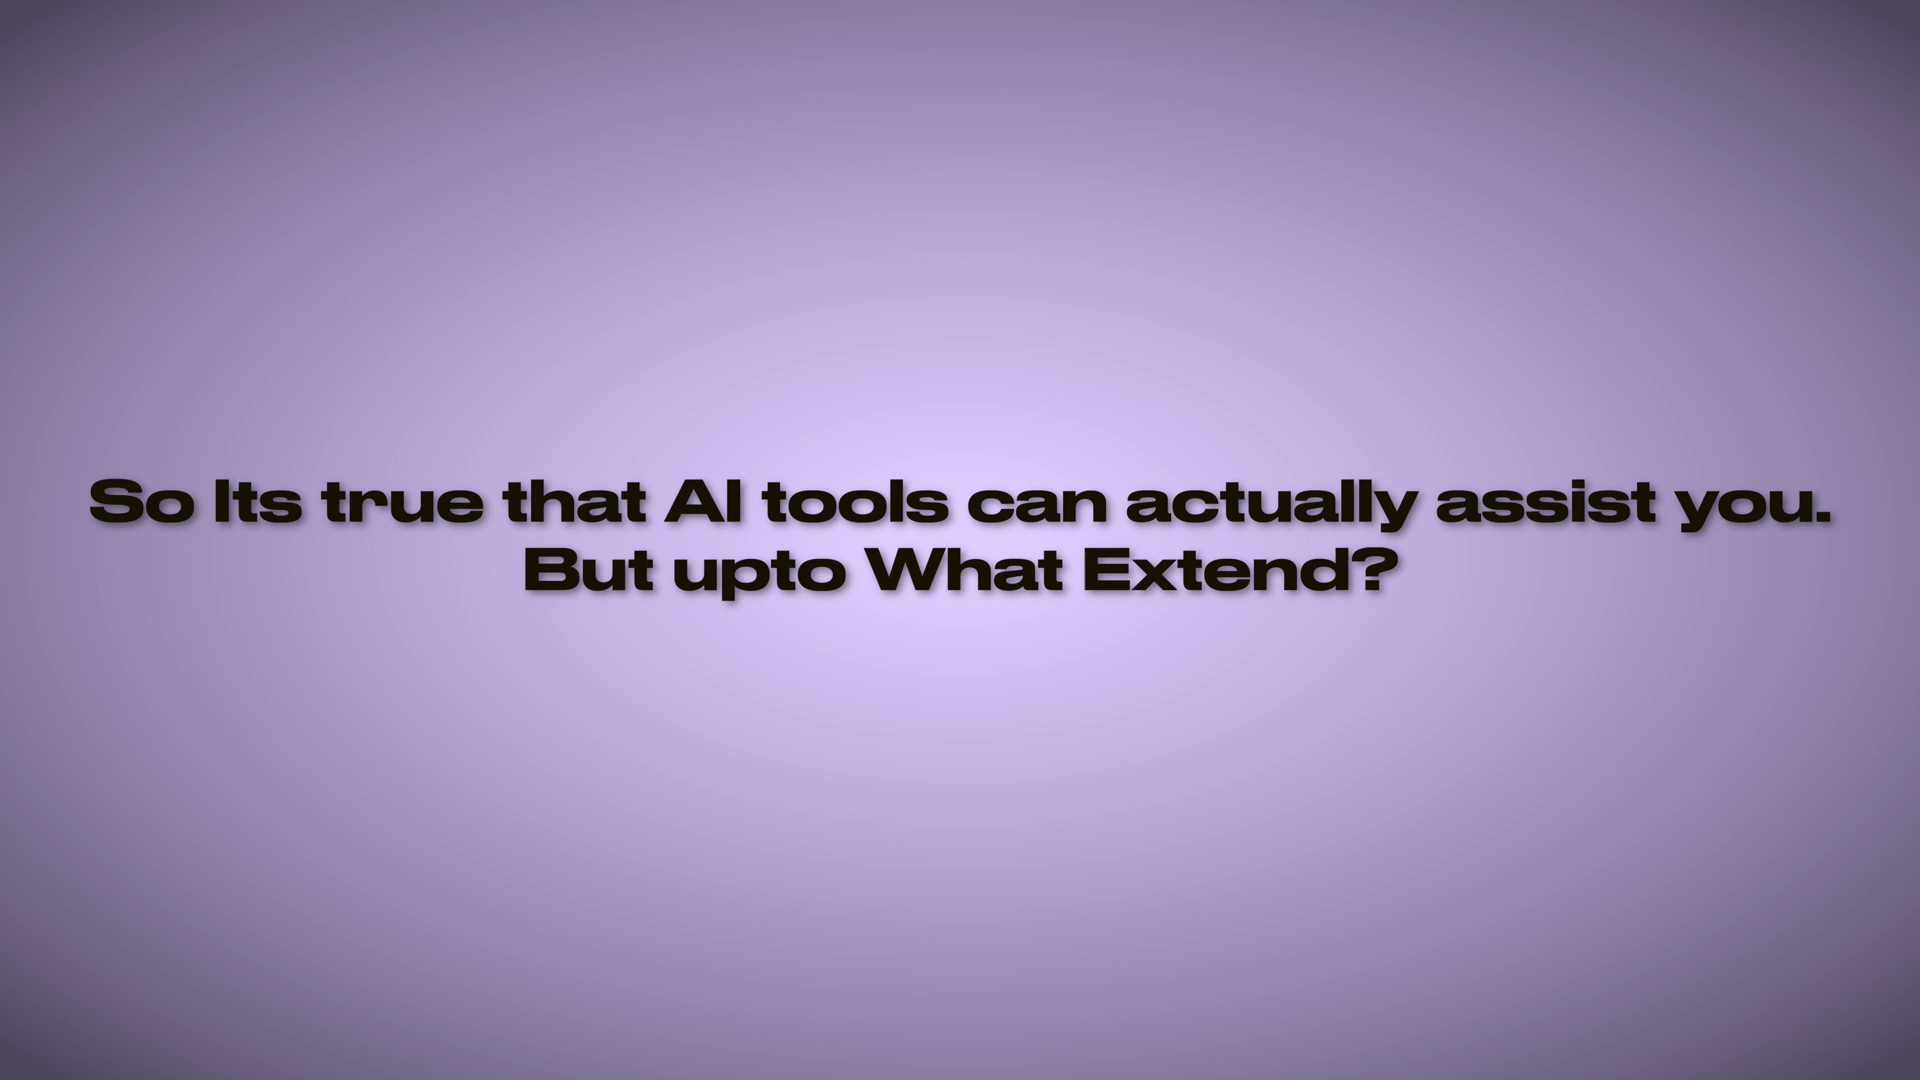 So Its true that AI tools can actually assist you.
But upto What Extend?